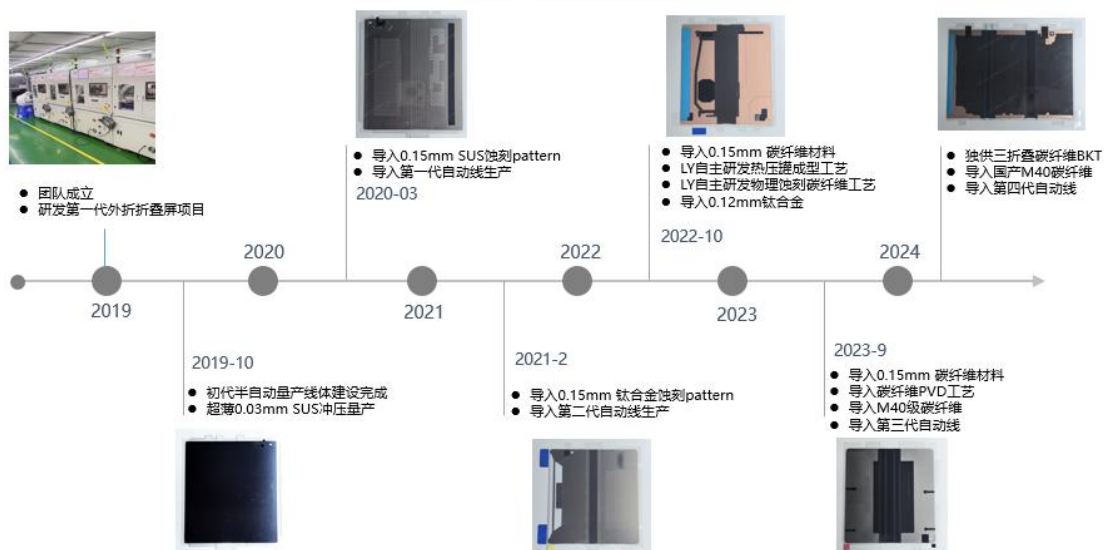 ● 团队成立
● 研发第一代外折折叠屏项目
2019
2019-10
● 初代半自动量产线体建设完成
● 超薄0.03mm SUS冲压量产
2020
● 导入0.15mm SUS蚀刻pattern
● 导入第一代自动线生产
2020-03
2021
2021-2
● 导入0.15mm 钛合金蚀刻pattern
● 导入第二代自动线生产
2022
● 导入0.15mm 碳纤维材料
● LY自主研发热压罐成型工艺
● LY自主研发物理蚀刻碳纤维工艺
● 导入0.12mm钛合金
2022-10
2023
2023-9
● 导入0.15mm 碳纤维材料
● 导入碳纤维PVD工艺
● 导入M40级碳纤维
● 导入第三代自动线
2024
● 独供三折叠碳纤维BKT
● 导入国产M40碳纤维
● 导入第四代自动线